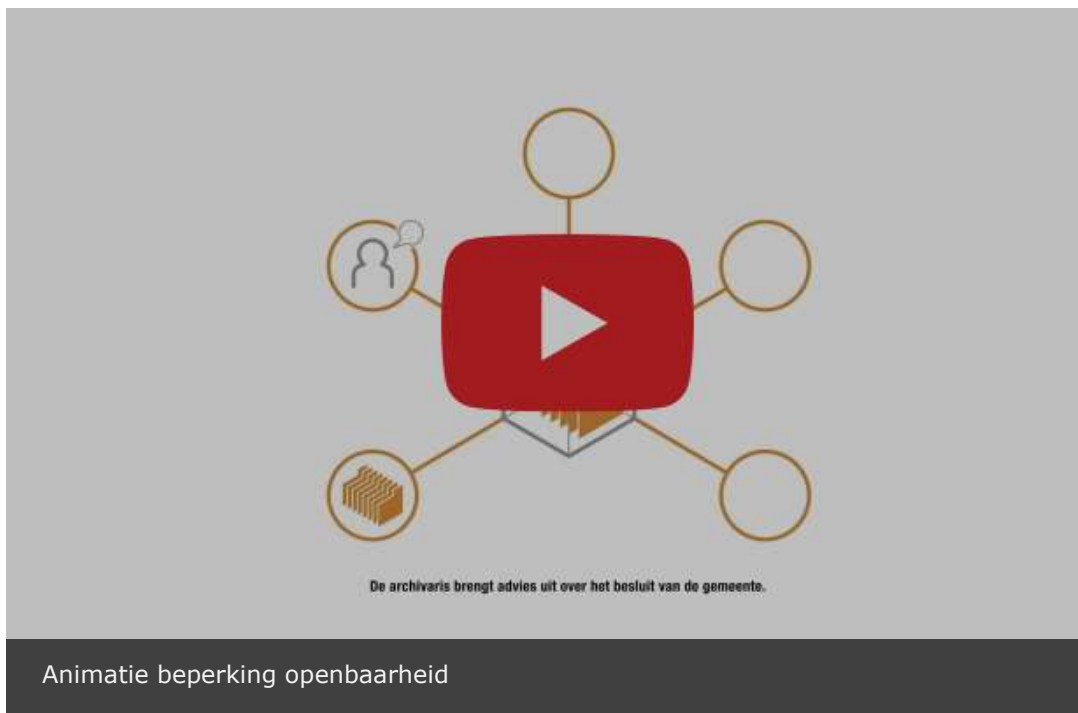 De archivaris brengt advies uit over het besluit van de gemeente.
Animatie beperking openbaarheid